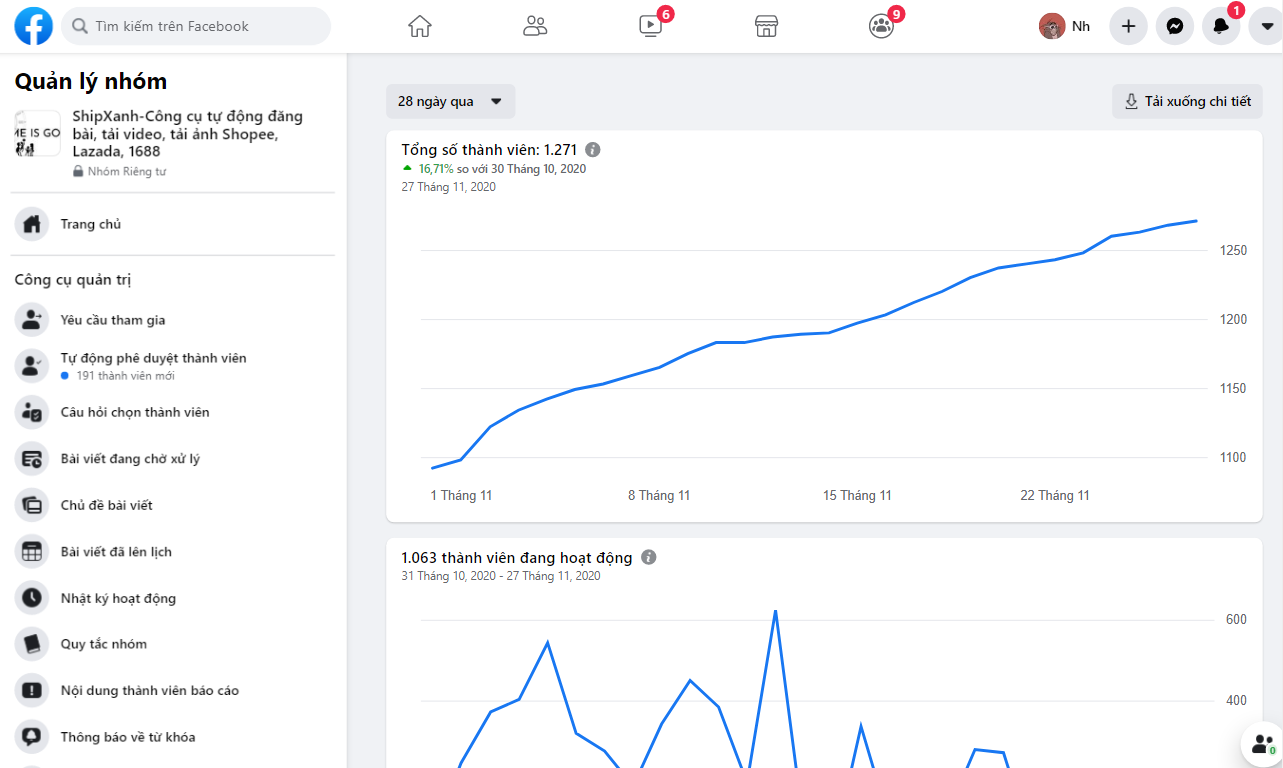 Tìm kiếm trên Facebook
6
9
Nh
1
Quản lý nhóm
ME IS GO
ShipXanh-Công cụ tự động đăng
bài, tải video, tải ảnh Shopee,
Lazada, 1688
Nhóm Riêng tư
Trang chủ
Công cụ quản trị
Yêu cầu tham gia
Tự động phê duyệt thành viên
191 thành viên mới
Câu hỏi chọn thành viên
Bài viết đang chờ xử lý
Chủ đề bài viết
Bài viết đã lên lịch
Nhật ký hoạt động
Quy tắc nhóm
Nội dung thành viên báo cáo
Thông báo về từ khóa
28 ngày qua
Tải xuống chi tiết
Tổng số thành viên: 1.271
16,71% so với 30 Tháng 10, 2020
27 Tháng 11, 2020
1250
1200
1150
1100
1 Tháng 11
8 Tháng 11
15 Tháng 11
22 Tháng 11
1.063 thành viên đang hoạt động
31 Tháng 10, 2020 - 27 Tháng 11, 2020
600
400
0